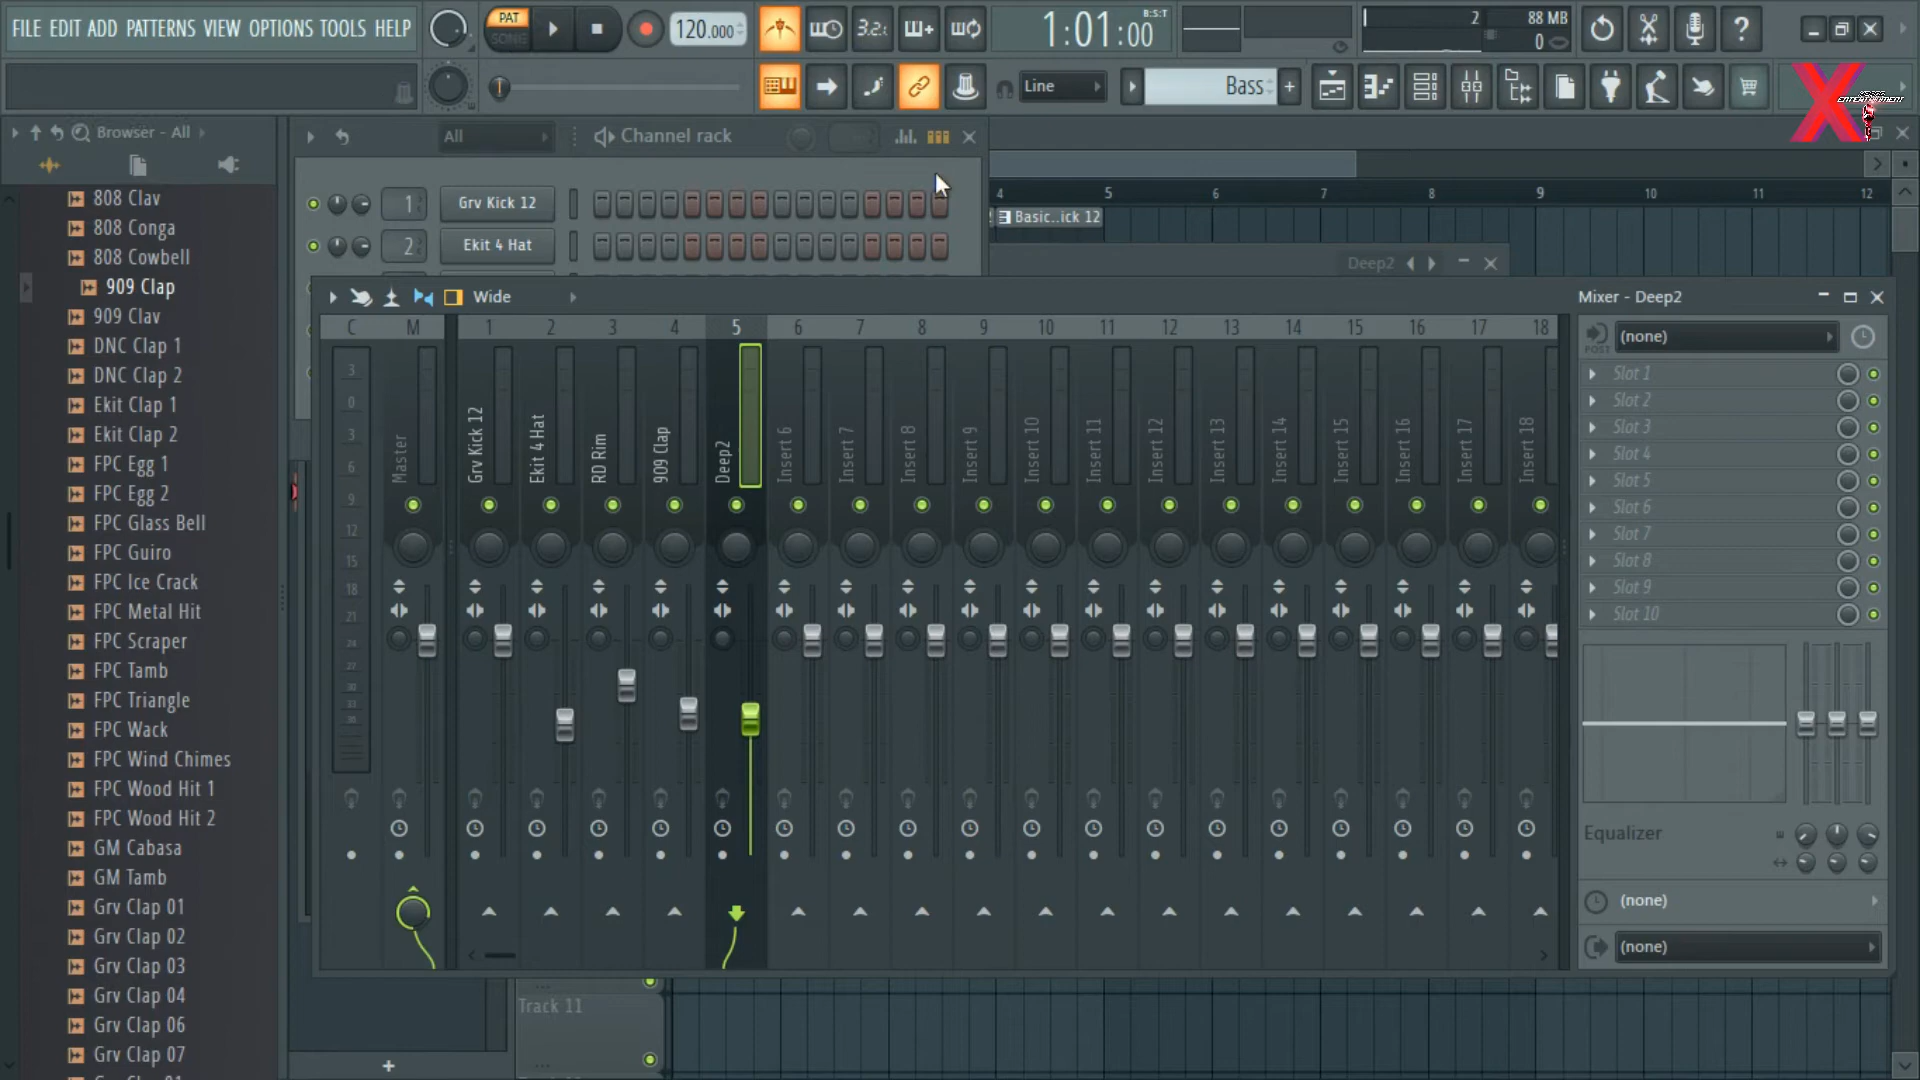 FILE EDIT ADD PATTERNS VIEW OPTIONS TOOLS HELP
PAT
SONG
120.000
3.2.
1:01:00
B:S:T
2
88 MB
0
Line
Bass
ENTERTAINMENT
Browser - All
All
Channel rack
808 Clav
808 Conga
808 Cowbell
909 Clap
909 Clav
DNC Clap 1
DNC Clap 2
Ekit Clap 1
Ekit Clap 2
FPC Egg 1
FPC Egg 2
FPC Glass Bell
FPC Guiro
FPC Ice Crack
FPC Metal Hit
FPC Scraper
FPC Tamb
FPC Triangle
FPC Wack
FPC Wind Chimes
FPC Wood Hit 1
FPC Wood Hit 2
GM Cabasa
GM Tamb
Grv Clap 01
Grv Clap 02
Grv Clap 03
Grv Clap 04
Grv Clap 06
Grv Clap 07
1 Grv Kick 12
2 Ekit 4 Hat
4 5 6 7 8 9 10 11 12
Basic..ick 12
Deep2
Wide
Mixer - Deep2
C M 1 2 3 4 5 6 7 8 9 10 11 12 13 14 15 16 17 18
3
0
3
6
9
12
15
18
21
24
27
30
33
Master
Grv Kick 12
Ekit 4 Hat
RD Rim
909 Clap
Deep2
Insert 6
Insert 7
Insert 8
Insert 9
Insert 10
Insert 11
Insert 12
Insert 13
Insert 14
Insert 15
Insert 16
Insert 17
Insert 18
POST
(none)
Slot 1
Slot 2
Slot 3
Slot 4
Slot 5
Slot 6
Slot 7
Slot 8
Slot 9
Slot 10
Equalizer
(none)
(none)
Track 11